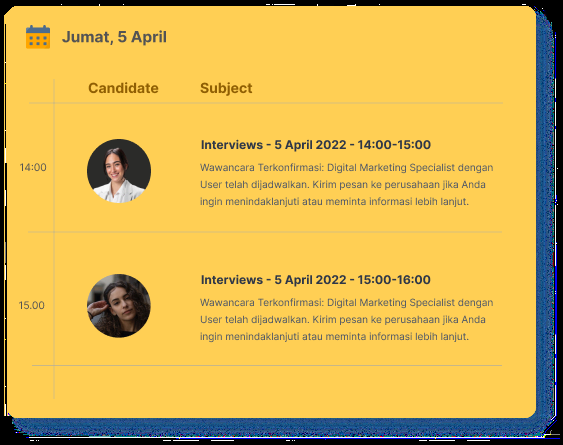 Jumat, 5 April
Candidate Subject
14:00
Interviews - 5 April 2022 - 14:00-15:00
Wawancara Terkonfirmasi: Digital Marketing Specialist dengan
User telah dijadwalkan. Kirim pesan ke perusahaan jika Anda
ingin menindaklanjuti atau meminta informasi lebih lanjut.
15.00
Interviews - 5 April 2022 - 15:00-16:00
Wawancara Terkonfirmasi: Digital Marketing Specialist dengan
User telah dijadwalkan. Kirim pesan ke perusahaan jika Anda
ingin menindaklanjuti atau meminta informasi lebih lanjut.